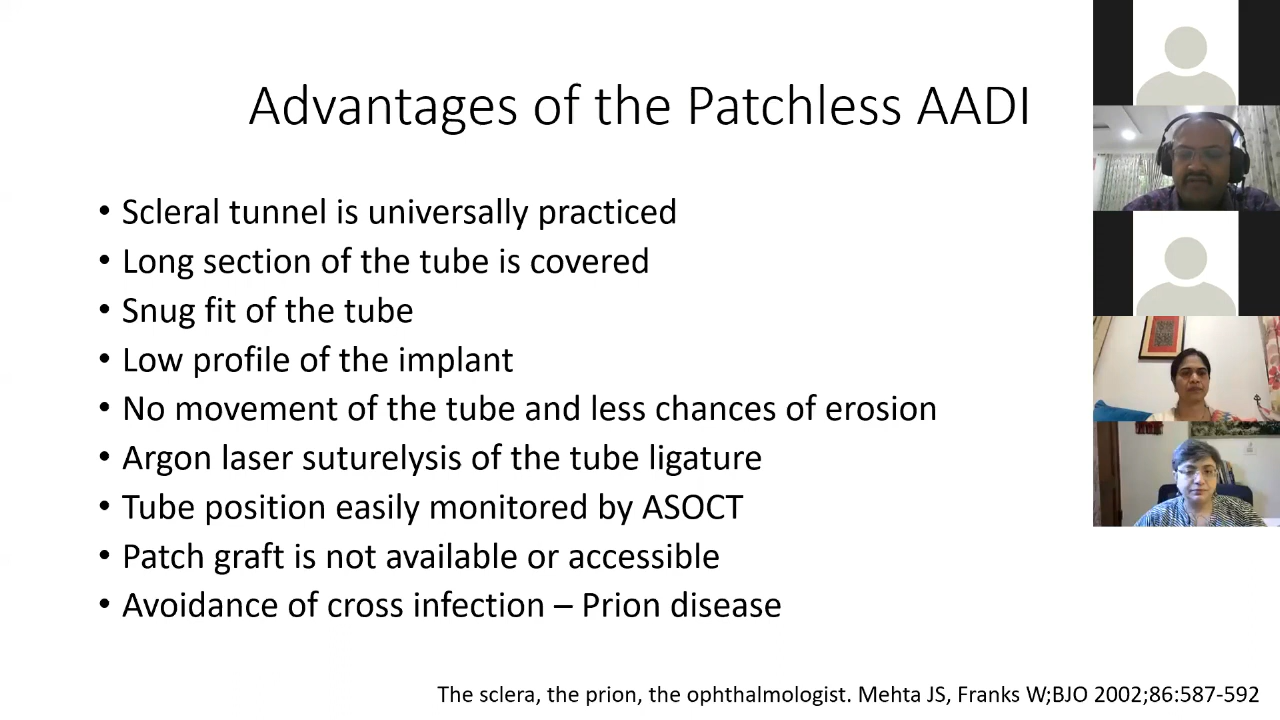 Advantages of the Patchless AADI
• Scleral tunnel is universally practiced
• Long section of the tube is covered
• Snug fit of the tube
• Low profile of the implant
• No movement of the tube and less chances of erosion
• Argon laser suturelysis of the tube ligature
• Tube position easily monitored by ASOCT
• Patch graft is not available or accessible
• Avoidance of cross infection – Prion disease
The sclera, the prion, the ophthalmologist. Mehta JS, Franks W;BJO 2002;86:587-592